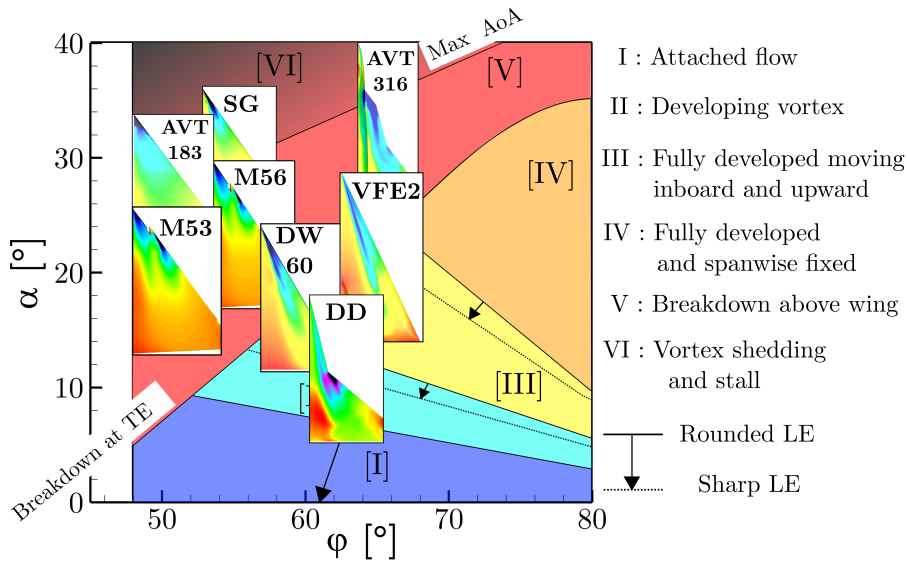 40
30
20
10
0
α [°]
50
60
70
80
φ [°]
Max AoA
Breakdown at TE
[VI]
[V]
[IV]
[III]
[I]
AVT
316
SG
AVT
183
M56
VFE2
M53
DW
60
DD
I : Attached flow
II : Developing vortex
III : Fully developed moving
inboard and upward
IV : Fully developed
and spanwise fixed
V : Breakdown above wing
VI : Vortex shedding
and stall
Rounded LE
Sharp LE